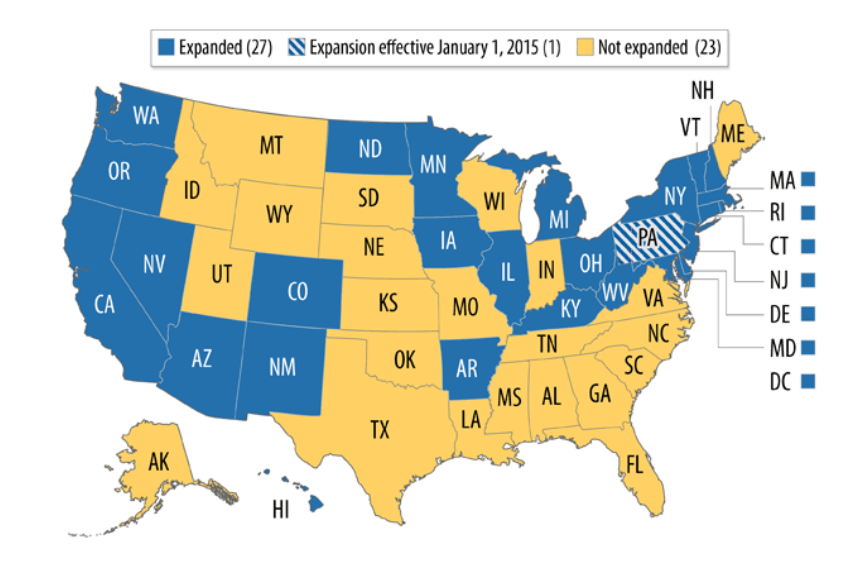 Expanded (27) Expansion effective January 1, 2015 (1) Not expanded (23)
NH
VT
WA
ME
MT
ND
MN
OR
ID
SD
WI
NY
MA
WY
MI
RI
IA
PA
NE
CT
NV
UT
IL
IN
OH
NJ
CO
WV
VA
CA
KS
MO
KY
DE
NC
MD
TN
AZ
NM
OK
AR
SC
DC
MS
AL
GA
LA
TX
AK
FL
HI